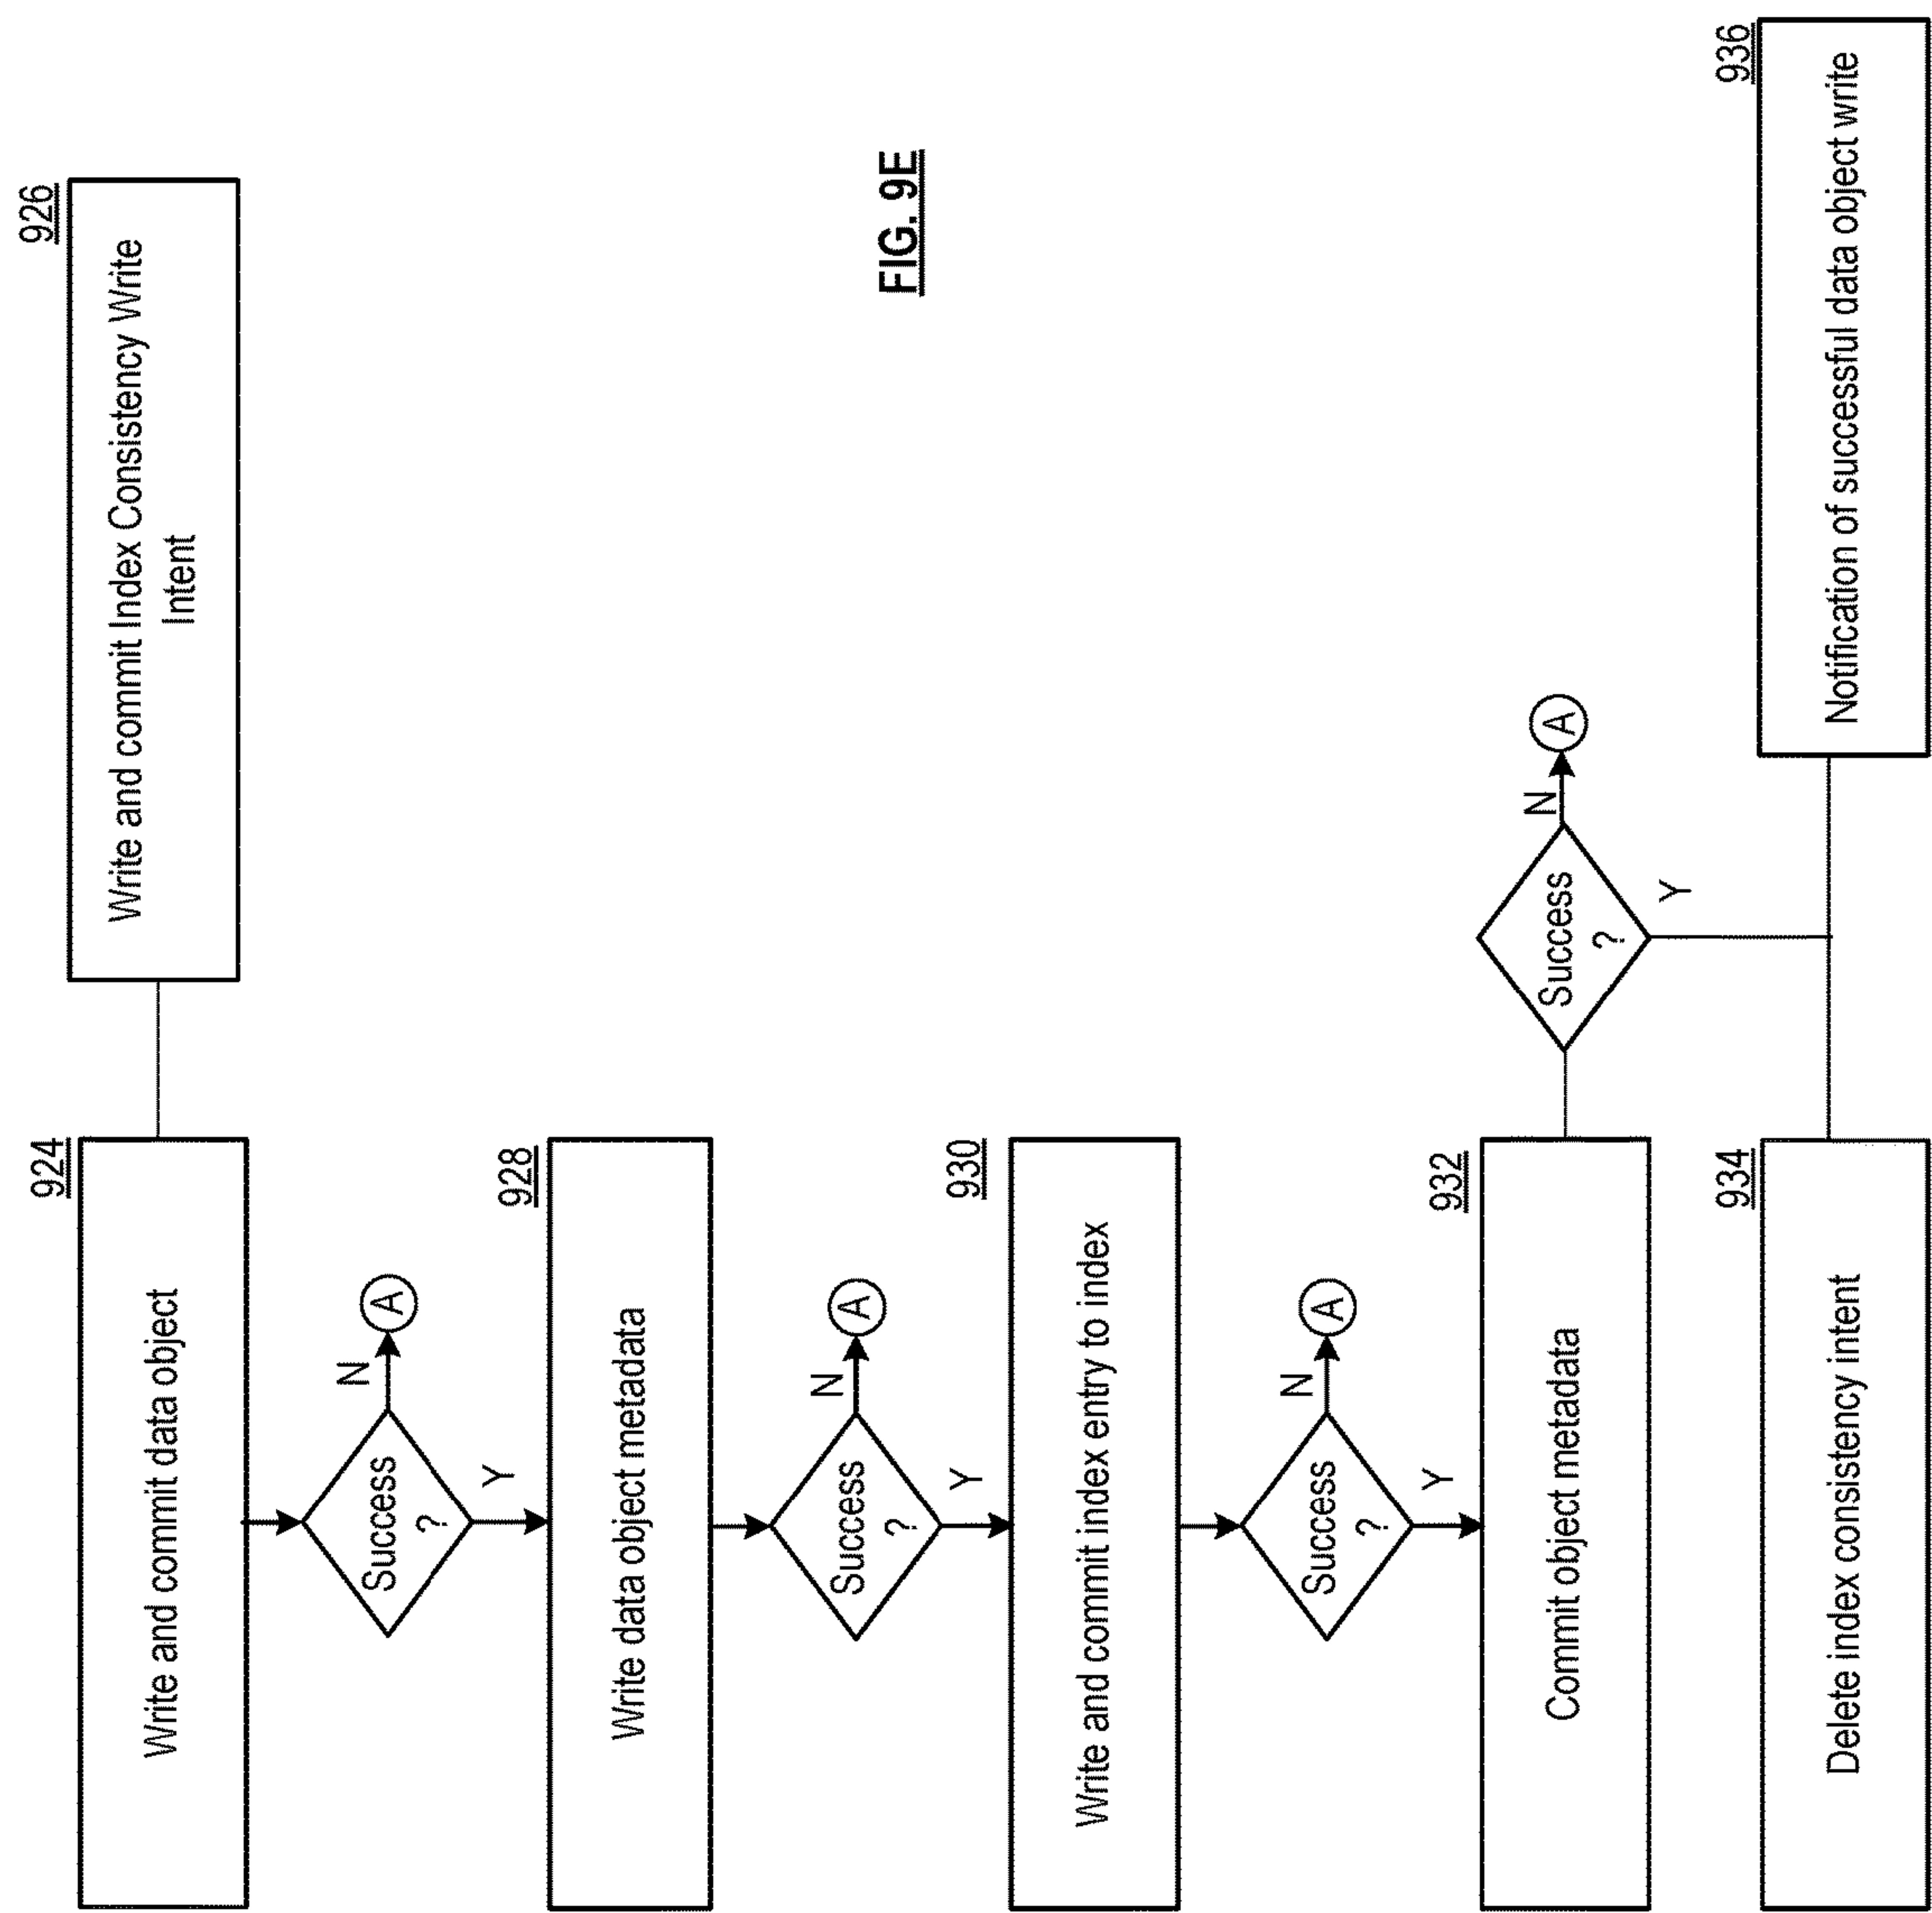 924
Write and commit data object
926
Write and commit Index Consistency Write
Intent
Success
?
N
A
Y
928
Write data object metadata
Success
?
N
A
Y
930
Write and commit index entry to index
Success
?
N
A
Y
932
Commit object metadata
Success
?
N
A
Y
934
Delete index consistency intent
936
Notification of successful data object write
FIG. 9E